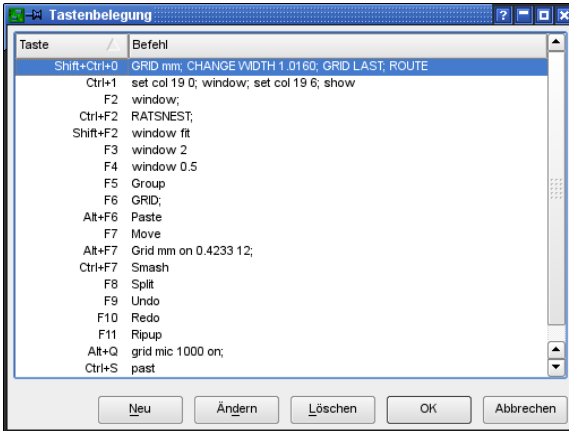 Tastenbelegung
Taste Befehl
Shift+Ctrl+0 GRID mm; CHANGE WIDTH 1.0160; GRID LAST; ROUTE
Ctrl+1 set col 19 0; window; set col 19 6; show
F2 window;
Ctrl+F2 RATSNEST;
Shift+F2 window fit
F3 window 2
F4 window 0.5
F5 Group
F6 GRID;
Alt+F6 Paste
F7 Move
Alt+F7 Grid mm on 0.4233 12;
Ctrl+F7 Smash
F8 Split
F9 Undo
F10 Redo
F11 Ripup
Alt+Q grid mic 1000 on;
Ctrl+S past
Neu Ändern Löschen OK Abbrechen